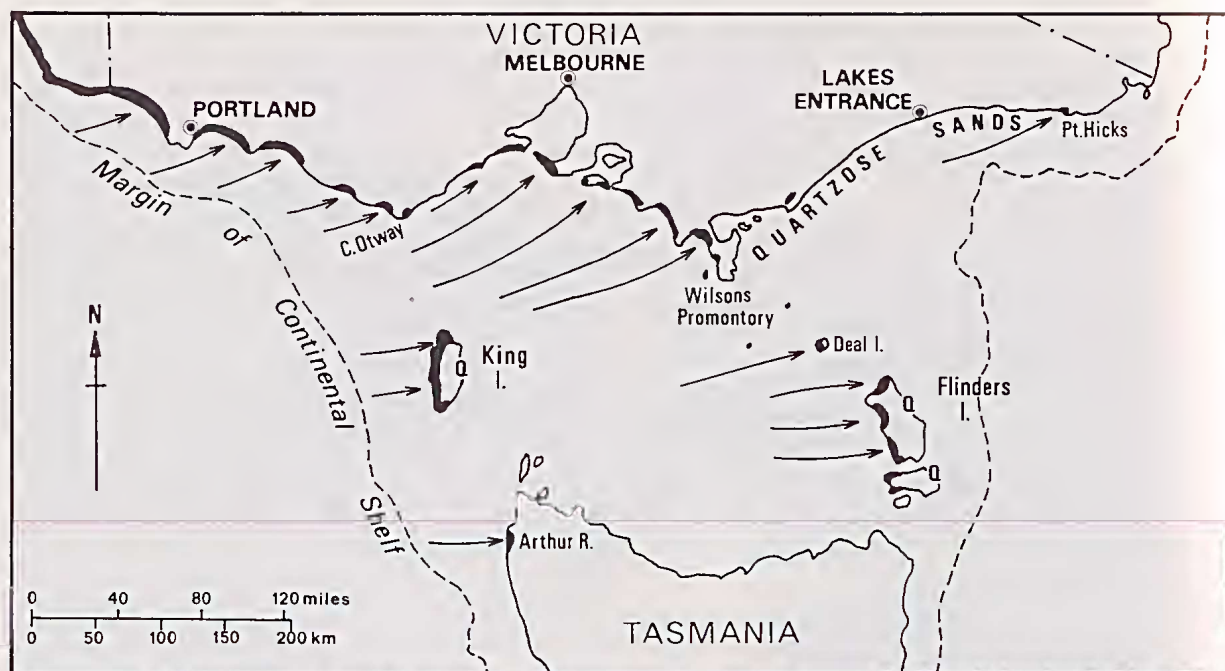 VICTORIA
MELBOURNE
PORTLAND
LAKES
ENTRANCE
QUARTZOSE SANDS
Pt.Hicks
Margin of Continental Shelf
C.Otway
Wilsons
Promontory
N
King
I.
Q
Deal I.
Flinders
I.
Q
Q
Arthur R.
0 40 80 120 miles
0 50 100 150 200 km
TASMANIA